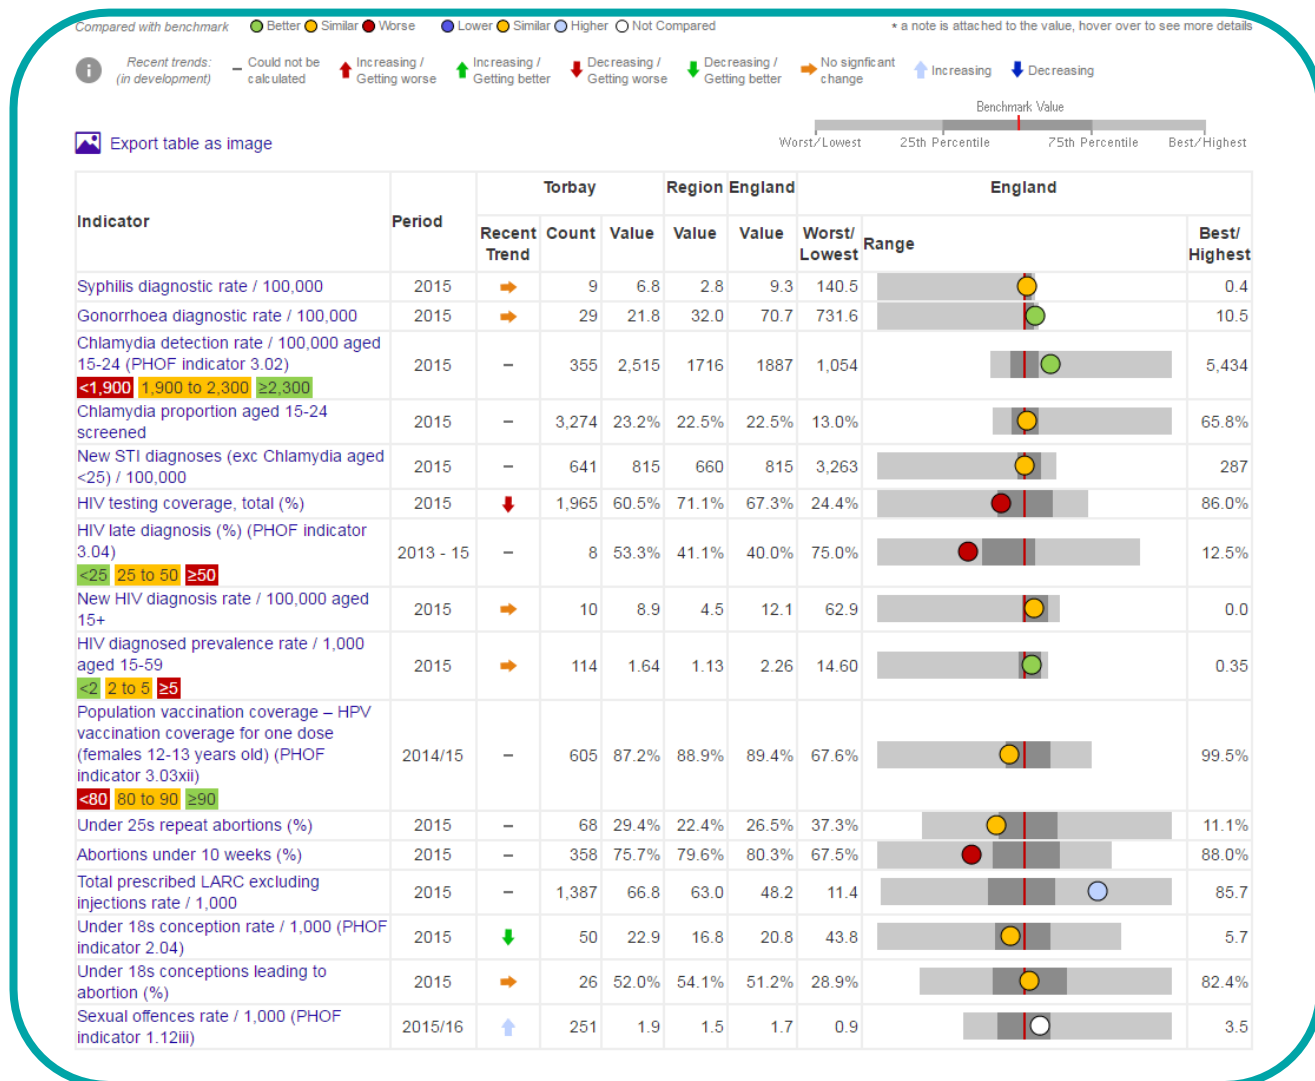 Compared with benchmark Better Similar Worse Lower Similar Higher Not Compared * a note is attached to the value, hover over to see more details
Recent trends: (in development)
– Could not be calculated
Increasing / Getting worse
Increasing / Getting better
Decreasing / Getting worse
Decreasing / Getting better
No signficant change
Increasing
Decreasing
Benchmark Value
Worst/Lowest 25th Percentile 75th Percentile Best/Highest
Export table as image
Torbay Region England England
Indicator Period Recent Trend Count Value Value Value Worst/ Lowest Range Best/ Highest
Syphilis diagnostic rate / 100,000 2015 9 6.8 2.8 9.3 140.5 0.4
Gonorrhoea diagnostic rate / 100,000 2015 29 21.8 32.0 70.7 731.6 10.5
Chlamydia detection rate / 100,000 aged
15-24 (PHOF indicator 3.02) 2015 – 355 2,515 1716 1887 1,054 5,434
<1,900 1,900 to 2,300 ≥2,300
Chlamydia proportion aged 15-24
screened 2015 – 3,274 23.2% 22.5% 22.5% 13.0% 65.8%
New STI diagnoses (exc Chlamydia aged
<25) / 100,000 2015 – 641 815 660 815 3,263 287
HIV testing coverage, total (%) 2015 1,965 60.5% 71.1% 67.3% 24.4% 86.0%
HIV late diagnosis (%) (PHOF indicator
3.04) 2013 - 15 – 8 53.3% 41.1% 40.0% 75.0% 12.5%
<25 25 to 50 ≥50
New HIV diagnosis rate / 100,000 aged
15+ 2015 10 8.9 4.5 12.1 62.9 0.0
HIV diagnosed prevalence rate / 1,000
aged 15-59 2015 114 1.64 1.13 2.26 14.60 0.35
<2 2 to 5 ≥5
Population vaccination coverage – HPV
vaccination coverage for one dose
(females 12-13 years old) (PHOF 2014/15 – 605 87.2% 88.9% 89.4% 67.6% 99.5%
indicator 3.03xii)
<80 80 to 90 ≥90
Under 25s repeat abortions (%) 2015 – 68 29.4% 22.4% 26.5% 37.3% 11.1%
Abortions under 10 weeks (%) 2015 – 358 75.7% 79.6% 80.3% 67.5% 88.0%
Total prescribed LARC excluding
injections rate / 1,000 2015 – 1,387 66.8 63.0 48.2 11.4 85.7
Under 18s conception rate / 1,000 (PHOF
indicator 2.04) 2015 50 22.9 16.8 20.8 43.8 5.7
Under 18s conceptions leading to
abortion (%) 2015 26 52.0% 54.1% 51.2% 28.9% 82.4%
Sexual offences rate / 1,000 (PHOF
indicator 1.12iii) 2015/16 251 1.9 1.5 1.7 0.9 3.5